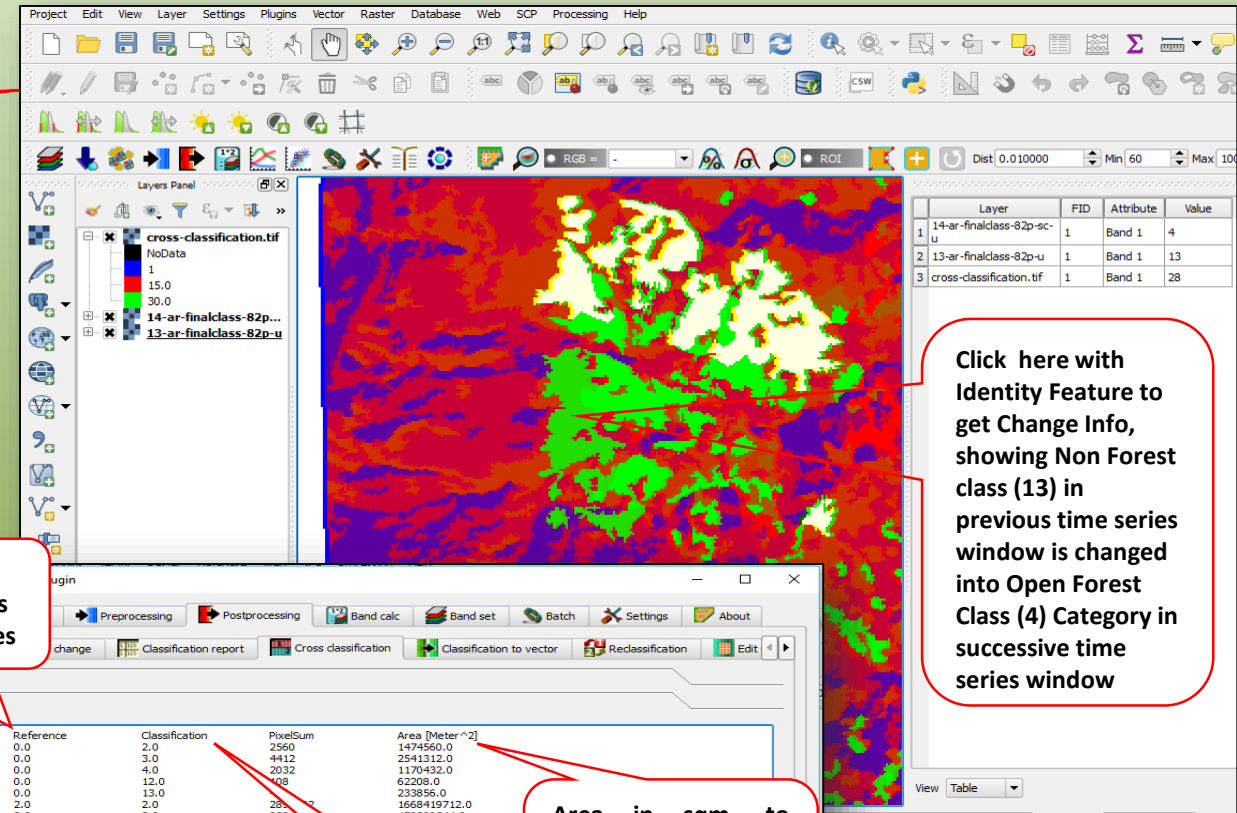 Project Edit View Layer Settings Plugins Vector Raster Database Web SCP Processing Help
RGB = - ROI Dist 0.010000 Min 60 Max 100
Layers Panel
cross-classification.tif
NoData
1
15.0
30.0
14-ar-finalclass-82p...
13-ar-finalclass-82p-u
Layer FID Attribute Value
1 14-ar-finalclass-82p-sc-u 1 Band 1 4
2 13-ar-finalclass-82p-u 1 Band 1 13
3 cross-classification.tif 1 Band 1 28
Click here with
Identity Feature to
get Change Info,
showing Non Forest
class (13) in
previous time series
window is changed
into Open Forest
Class (4) Category in
successive time
series window
View Table
Preprocessing Postprocessing Band calc Band set Batch Settings About
change Classification report Cross classification Classification to vector Reclassification Edit
Reference Classification PixelSum Area [Meter^2]
0.0 2.0 2560 1474560.0
0.0 3.0 4412 2541312.0
0.0 4.0 2032 1170432.0
0.0 12.0 62208.0
0.0 13.0 233856.0
2.0 2.0 1668419712.0
Area in sqm to